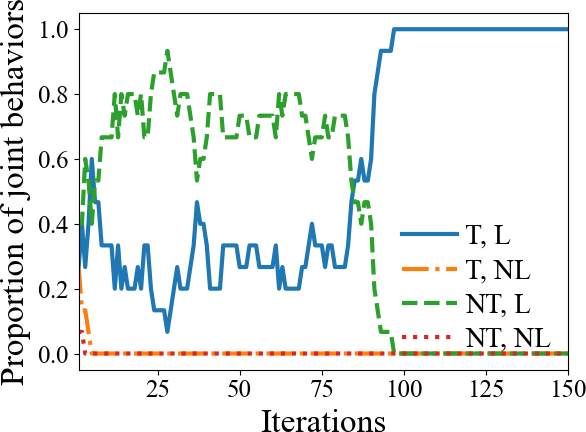 Proportion of joint behaviors
1.0
0.8
0.6
0.4
0.2
0.0
T, L
T, NL
NT, L
NT, NL
25 50 75 100 125 150
Iterations